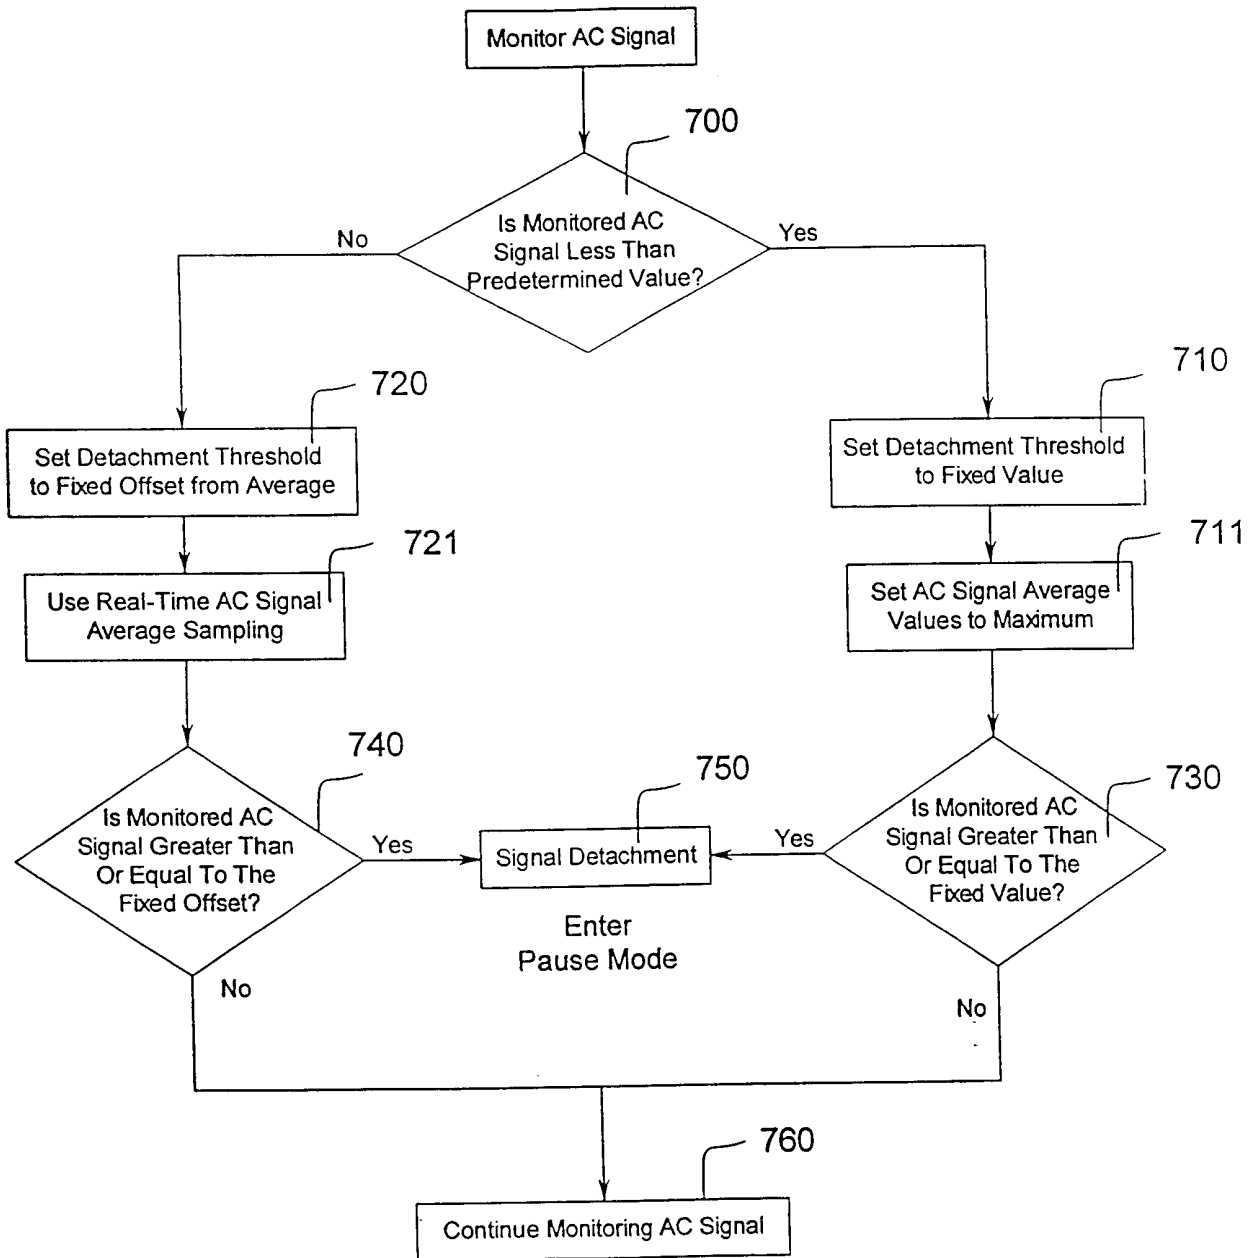 Monitor AC Signal
700
Is Monitored AC
Signal Less Than
Predetermined Value?
No
Yes
720
Set Detachment Threshold
to Fixed Offset from Average
710
Set Detachment Threshold
to Fixed Value
721
Use Real-Time AC Signal
Average Sampling
711
Set AC Signal Average
Values to Maximum
740
Is Monitored AC
Signal Greater Than
Or Equal To The
Fixed Offset?
Yes
750
Signal Detachment
Enter
Pause Mode
Yes
730
Is Monitored AC
Signal Greater Than
Or Equal To The
Fixed Value?
No
No
760
Continue Monitoring AC Signal